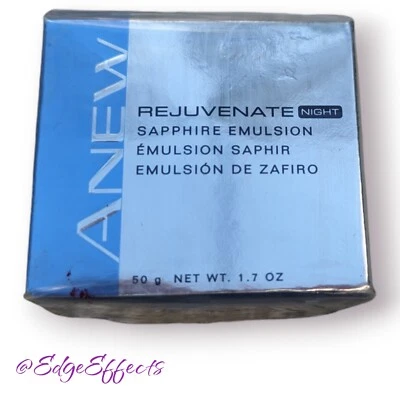 ANEW
REJUVENATE NIGHT
SAPPHIRE EMULSION
ÉMULSION SAPHIR
EMULSIÓN DE ZAFIRO
50 g NET WT. 1.7 OZ
@EdgeEffects